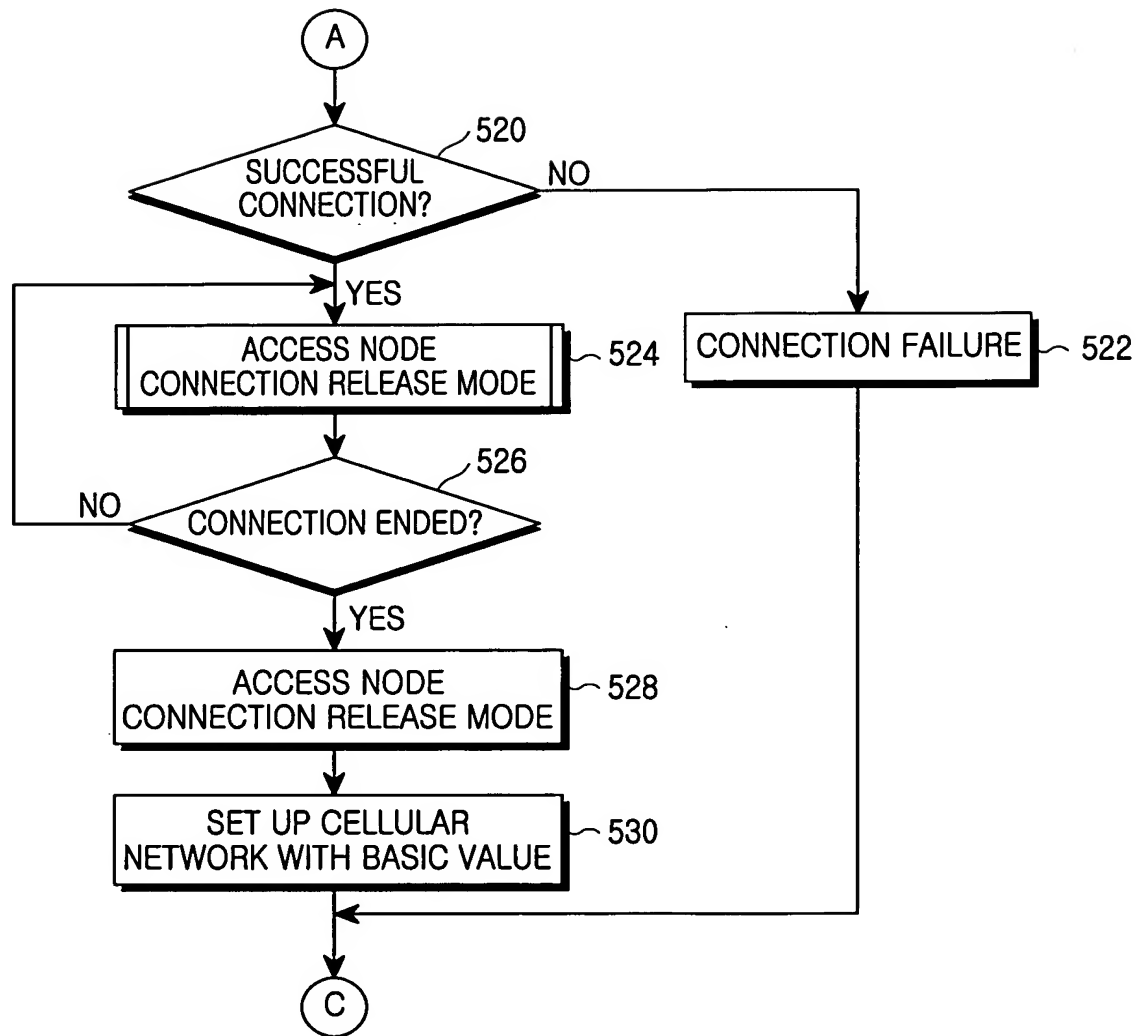 A
520
SUCCESSFUL
CONNECTION?
NO
YES
ACCESS NODE
CONNECTION RELEASE MODE
524
CONNECTION FAILURE
522
526
NO
CONNECTION ENDED?
YES
ACCESS NODE
CONNECTION RELEASE MODE
528
SET UP CELLULAR
NETWORK WITH BASIC VALUE
530
C